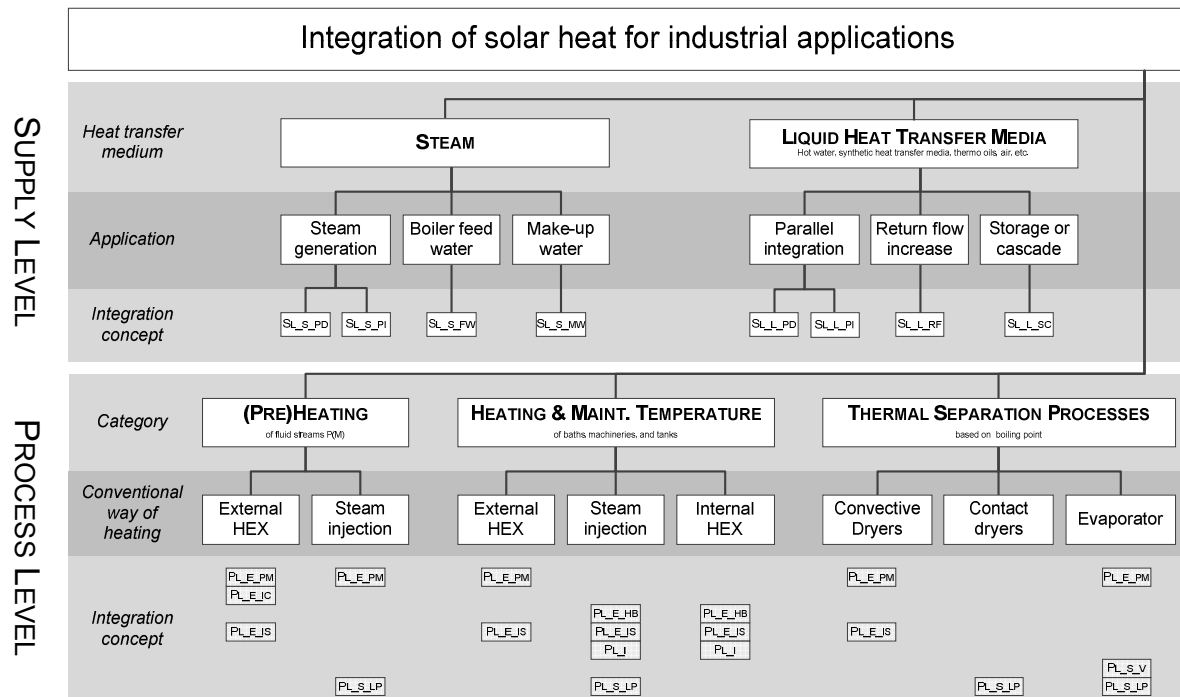 Integration of solar heat for industrial applications
SUPPLY LEVEL
Heat transfer
medium
STEAM
LIQUID HEAT TRANSFER MEDIA
Hot water, synthetic heat transfer media, thermo oils, air, etc.
Application
Steam
generation
Boiler feed
water
Make-up
water
Parallel
integration
Return flow
increase
Storage or
cascade
Integration
concept
SL_S_PD
SL_S_PI
SL_S_FW
SL_S_MW
SL_L_PD
SL_L_PI
SL_L_RF
SL_L_SC
PROCESS LEVEL
Category
(PRE)HEATING
of fluid streams P(M)
HEATING & MAINT. TEMPERATURE
of baths, machineries, and tanks
THERMAL SEPARATION PROCESSES
based on boiling point
Conventional
way of
heating
External
HEX
Steam
injection
External
HEX
Steam
injection
Internal
HEX
Convective
Dryers
Contact
dryers
Evaporator
Integration
concept
PL_E_PM
PL_E_IC
PL_E_IS
PL_E_PM
PL_S_LP
PL_E_PM
PL_E_IS
PL_E_HB
PL_E_IS
PL_I
PL_S_LP
PL_E_HB
PL_E_IS
PL_I
PL_E_PM
PL_E_IS
PL_S_LP
PL_E_PM
PL_S_V
PL_S_LP